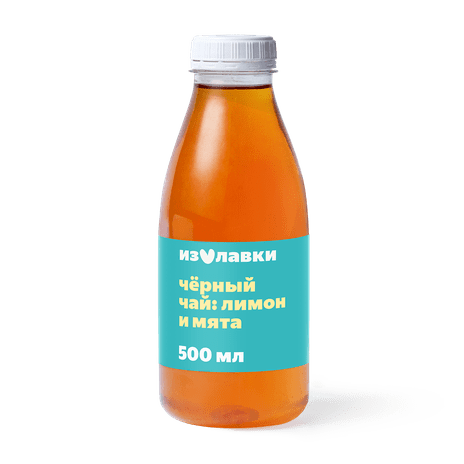 из лавки
чёрный
чай: лимон
и мята
500 мл